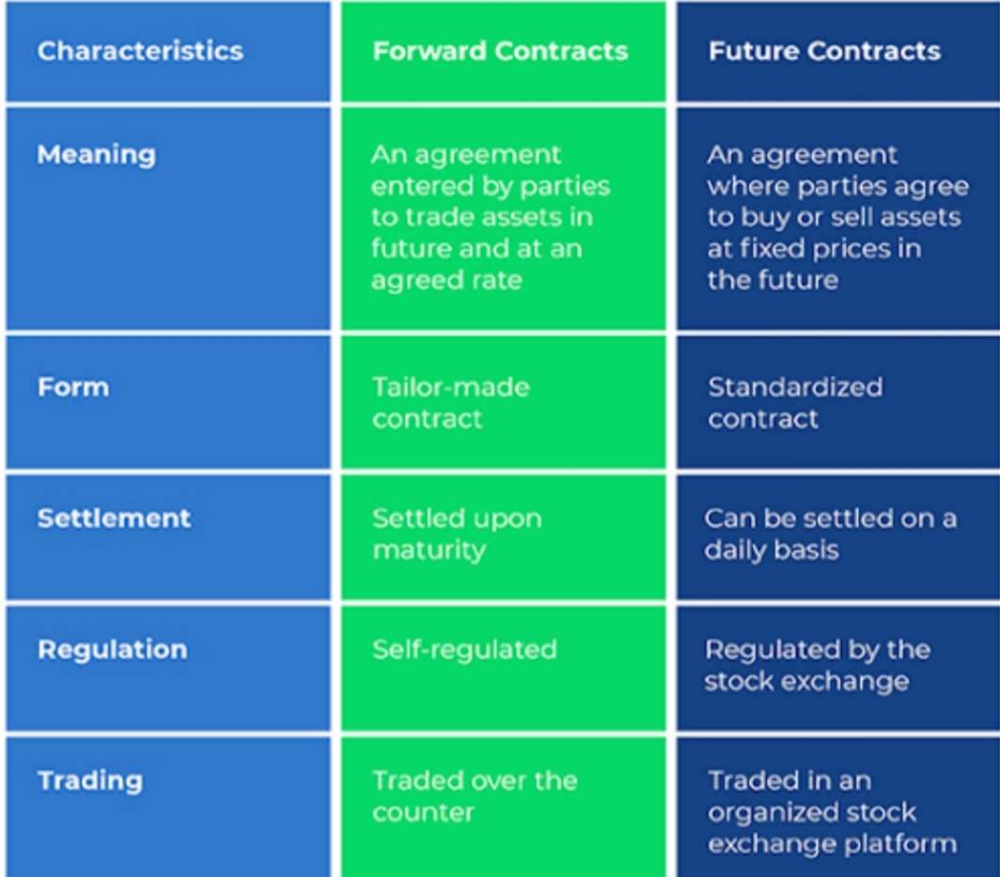 Characteristics
Forward Contracts
Future Contracts
Meaning
An agreement
entered by parties
to trade assets in
future and at an
agreed rate
An agreement
where parties agree
to buy or sell assets
at fixed prices in
the future
Form
Tailor-made
contract
Standardized
contract
Settlement
Settled upon
maturity
Can be settled on a
daily basis
Regulation
Self-regulated
Regulated by the
stock exchange
Trading
Traded over the
counter
Traded in an
organized stock
exchange platform